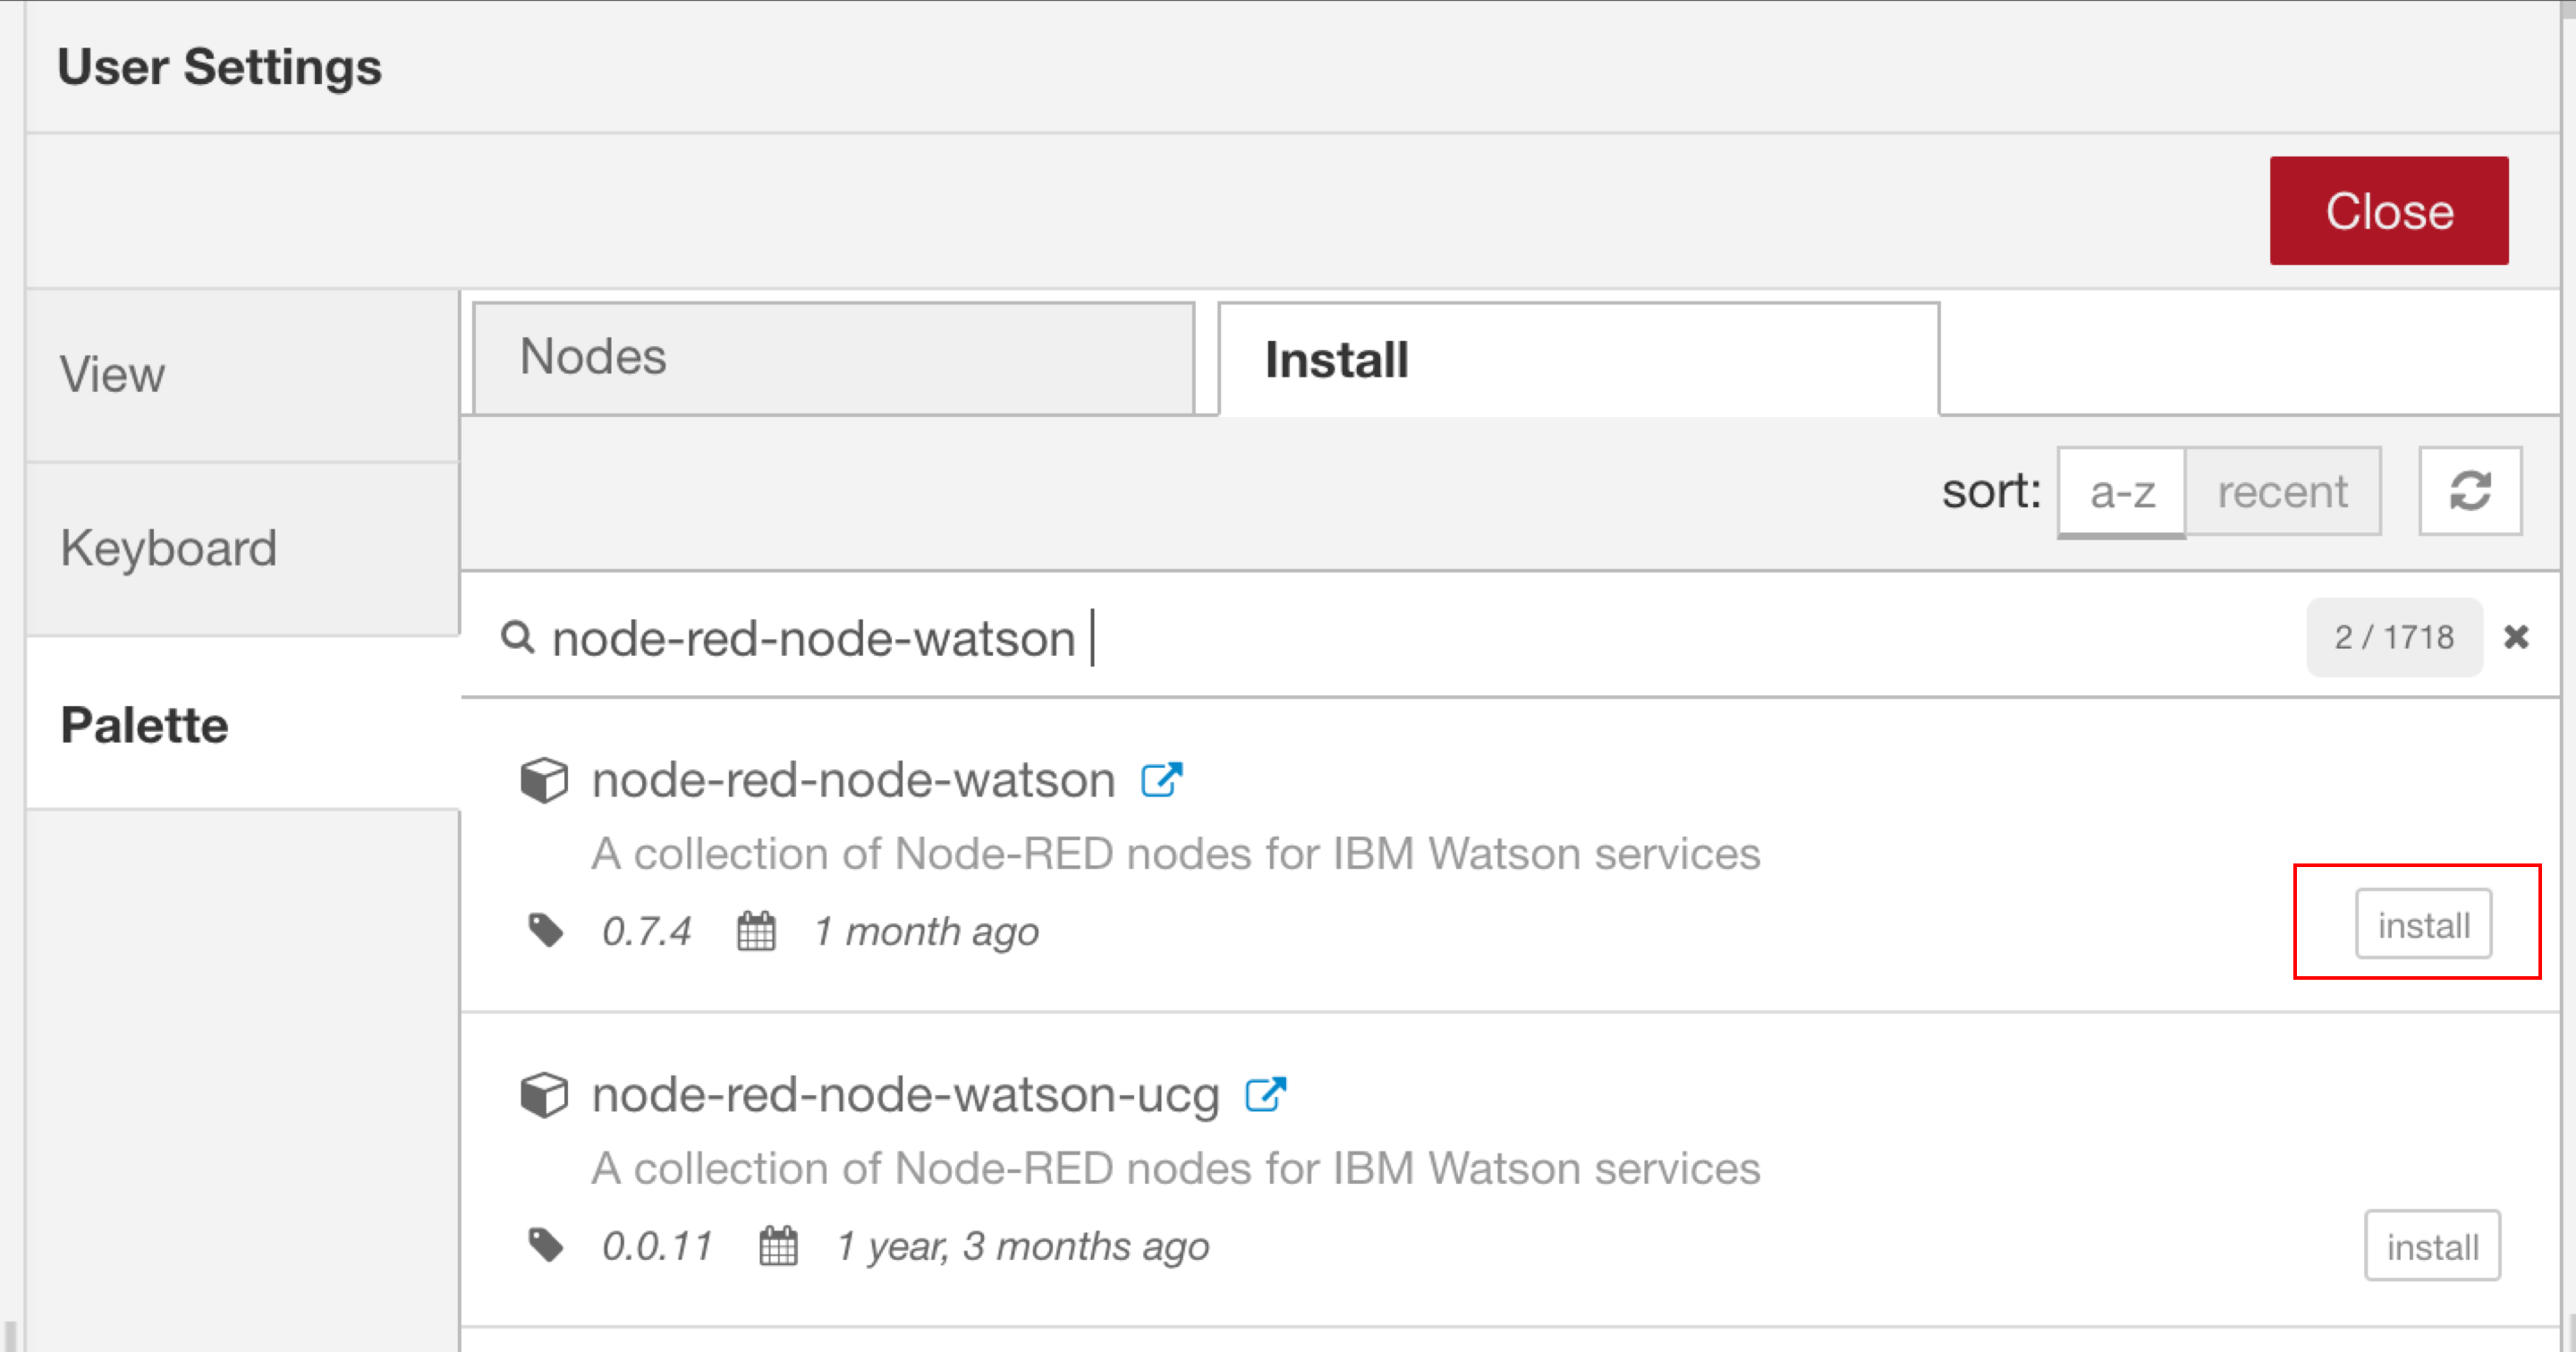 User Settings
Close
View
Keyboard
Palette
Nodes
Install
sort: a-z recent
node-red-node-watson
2 / 1718
node-red-node-watson
A collection of Node-RED nodes for IBM Watson services
0.7.4 1 month ago
install
node-red-node-watson-ucg
A collection of Node-RED nodes for IBM Watson services
0.0.11 1 year, 3 months ago
install